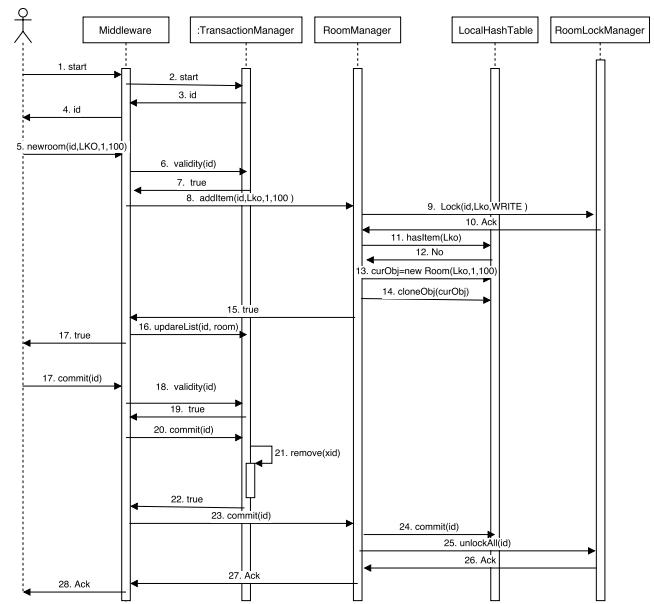 Middleware
:TransactionManager
RoomManager
LocalHashTable
RoomLockManager
1. start
2. start
3. id
4. id
5. newroom(id,LKO,1,100)
6. validity(id)
7. true
8. addItem(id,Lko,1,100 )
9. Lock(id,Lko,WRITE )
10. Ack
11. hasItem(Lko)
12. No
13. curObj=new Room(Lko,1,100)
14. cloneObj(curObj)
15. true
16. updareList(id, room)
17. true
17. commit(id)
18. validity(id)
19. true
20. commit(id)
21. remove(xid)
22. true
23. commit(id)
24. commit(id)
25. unlockAll(id)
26. Ack
27. Ack
28. Ack